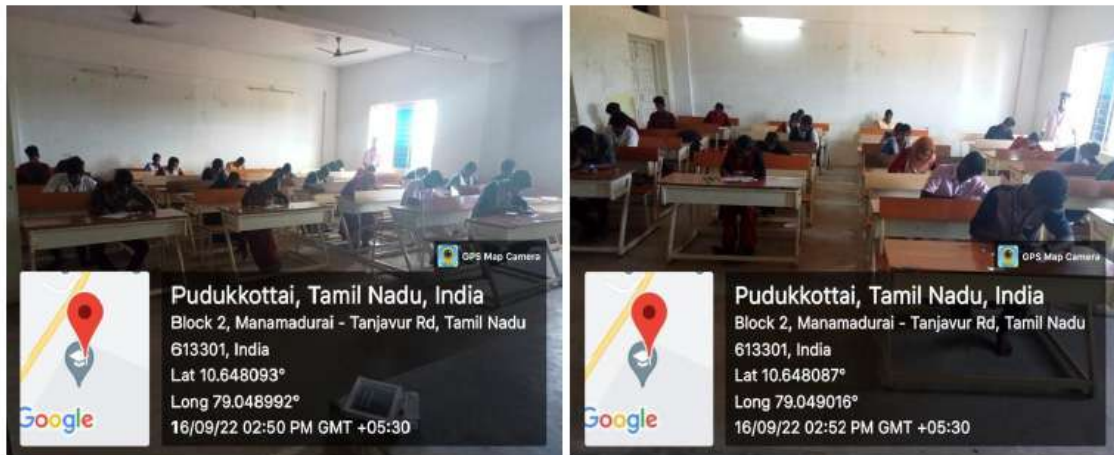 GPS Map Camera
Pudukkottai, Tamil Nadu, India
Block 2, Manamadurai - Tanjavur Rd, Tamil Nadu
613301, India
Lat 10.648093°
Long 79.048992°
16/09/22 02:50 PM GMT +05:30
Google
GPS Map Camera
Pudukkottai, Tamil Nadu, India
Block 2, Manamadurai - Tanjavur Rd, Tamil Nadu
613301, India
Lat 10.648087°
Long 79.049016°
16/09/22 02:52 PM GMT +05:30
Google